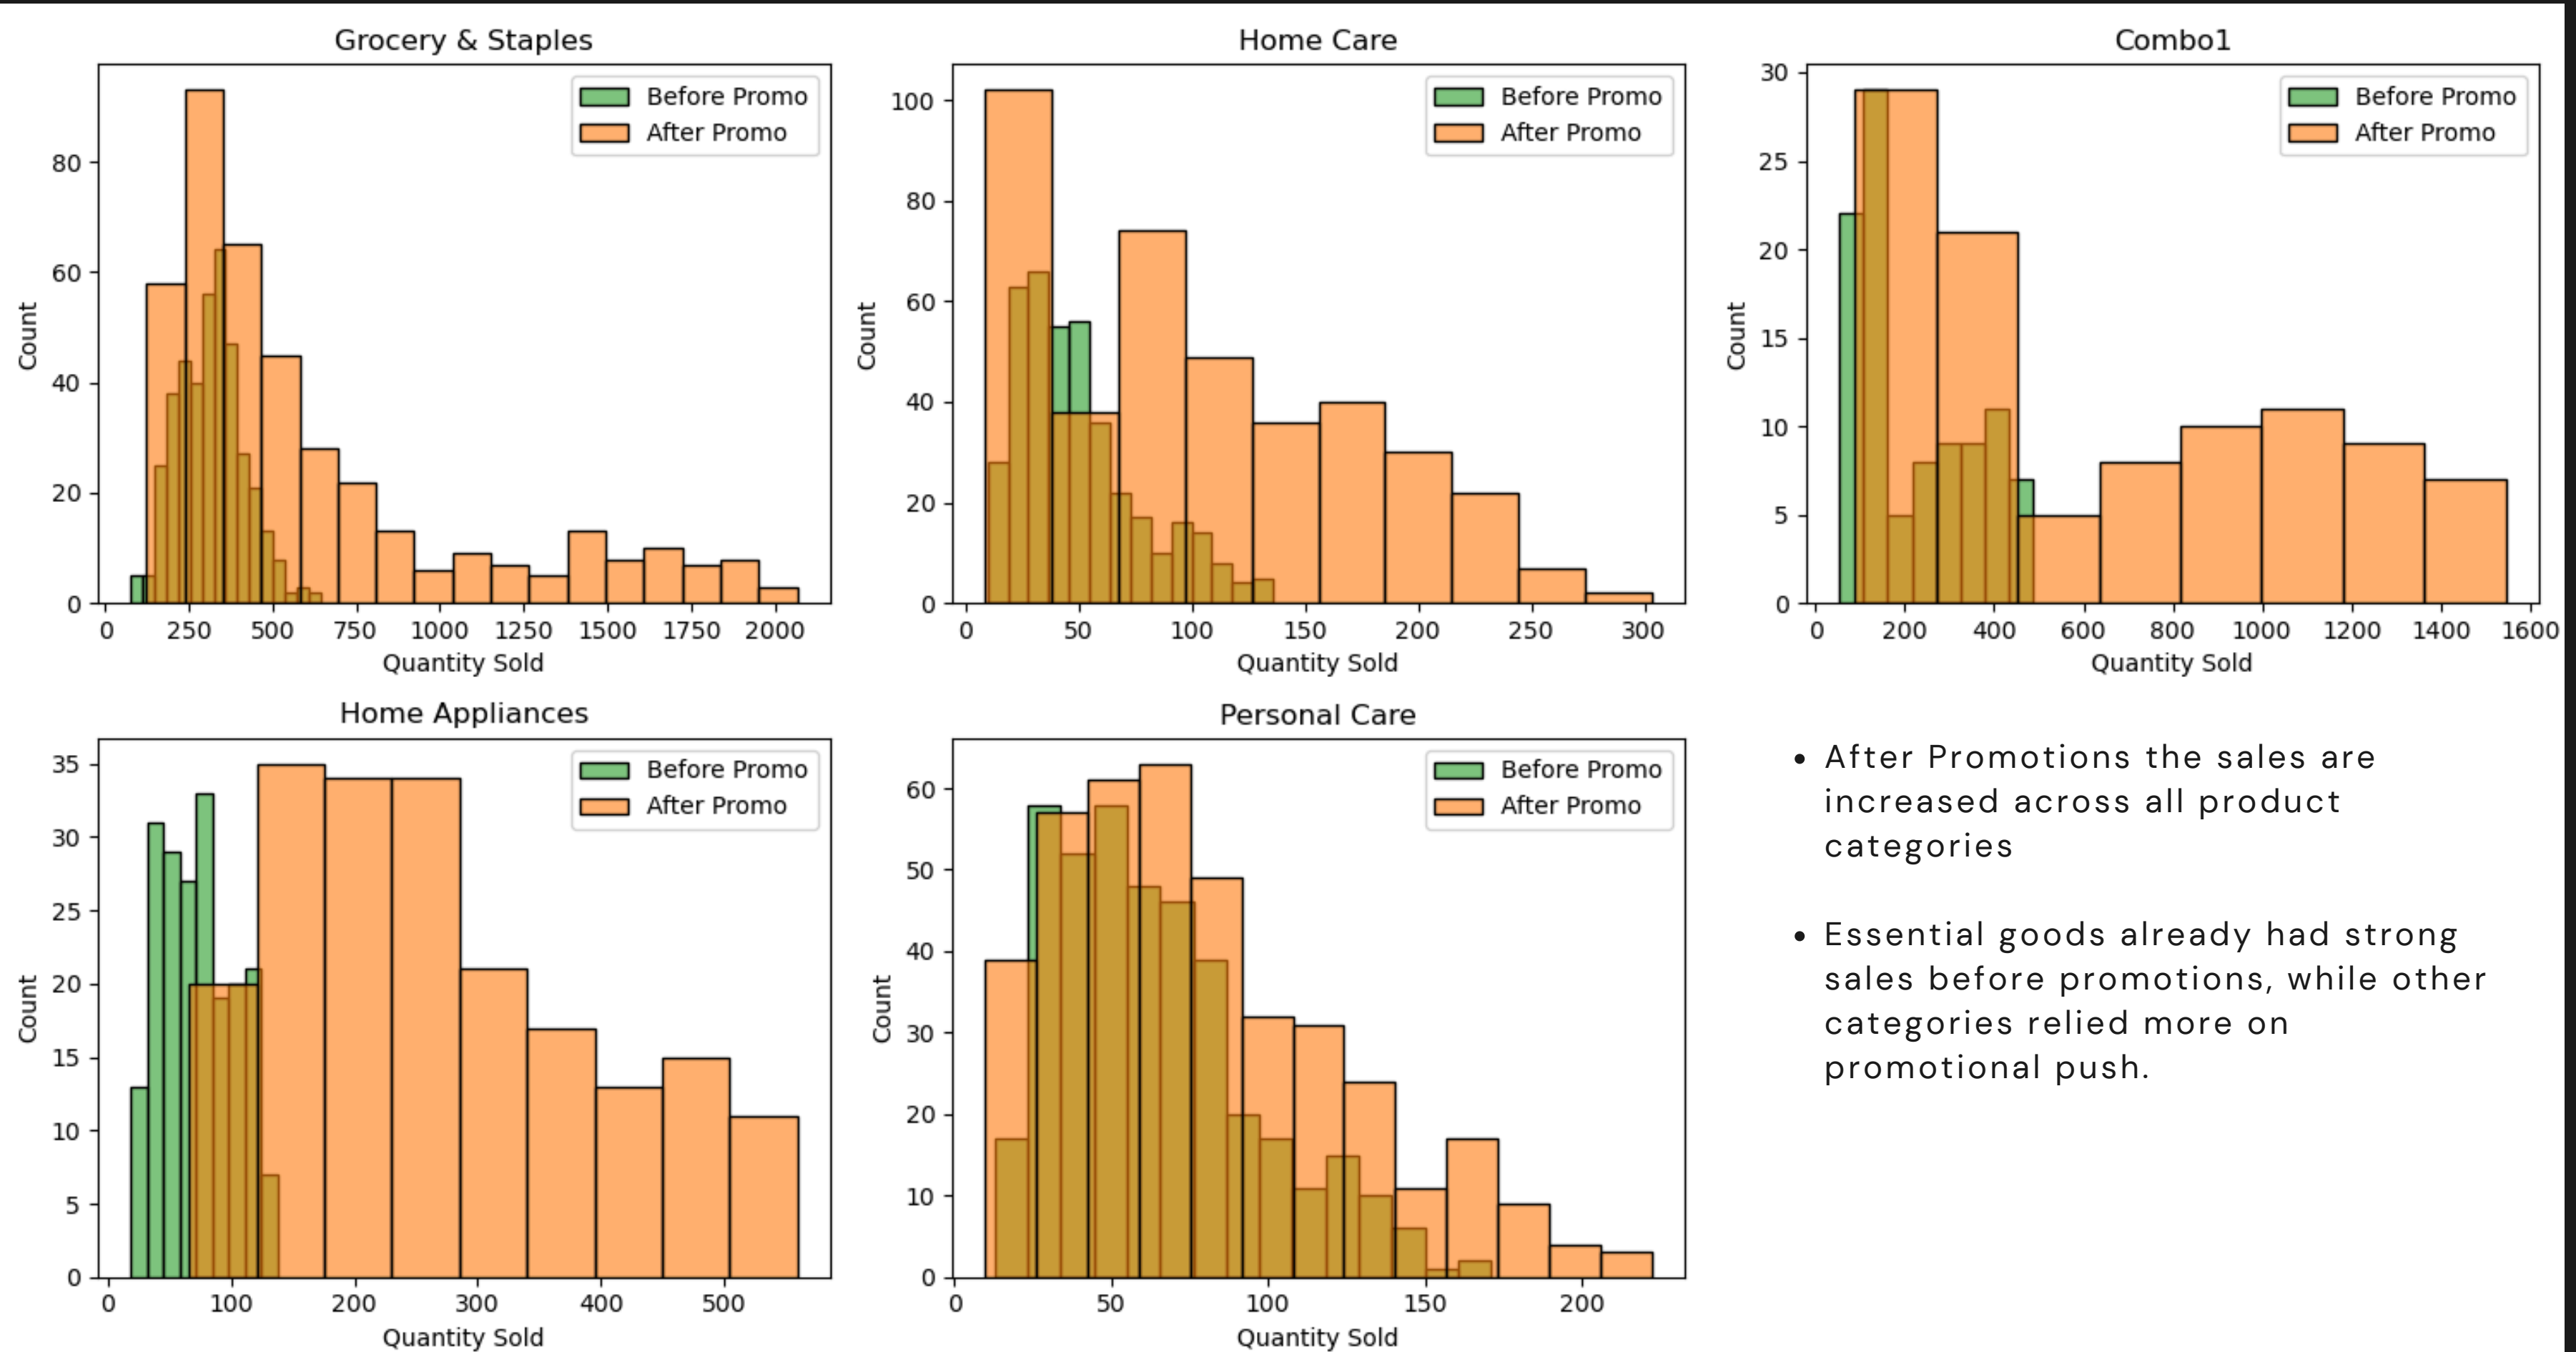 Grocery & Staples
Before Promo
After Promo
80
60
40
20
0
Count
0 250 500 750 1000 1250 1500 1750 2000
Quantity Sold
Home Care
Before Promo
After Promo
100
80
60
40
20
0
Count
0 50 100 150 200 250 300
Quantity Sold
Combo1
Before Promo
After Promo
30
25
20
15
10
5
0
Count
0 200 400 600 800 1000 1200 1400 1600
Quantity Sold
Home Appliances
Before Promo
After Promo
35
30
25
20
15
10
5
0
Count
0 100 200 300 400 500
Quantity Sold
Personal Care
Before Promo
After Promo
60
50
40
30
20
10
0
Count
0 50 100 150 200
Quantity Sold
• After Promotions the sales are
increased across all product
categories
• Essential goods already had strong
sales before promotions, while other
categories relied more on
promotional push.